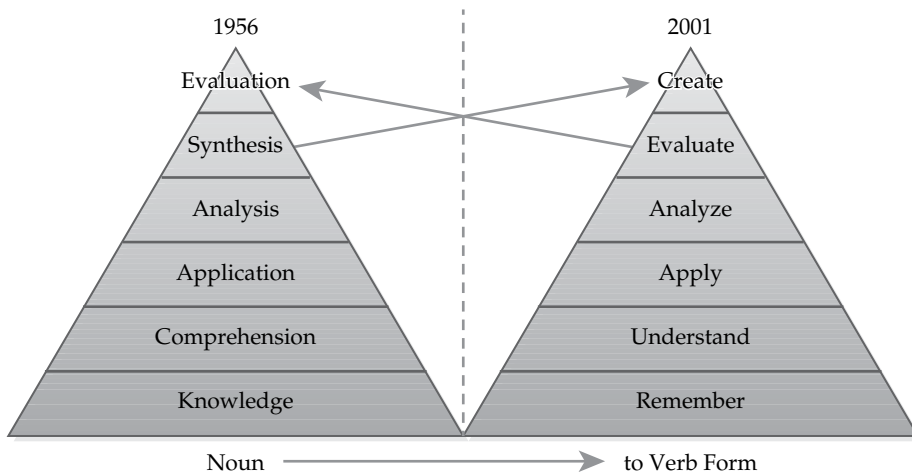 1956
Evaluation
Synthesis
Analysis
Application
Comprehension
Knowledge
2001
Create
Evaluate
Analyze
Apply
Understand
Remember
Noun
to Verb Form